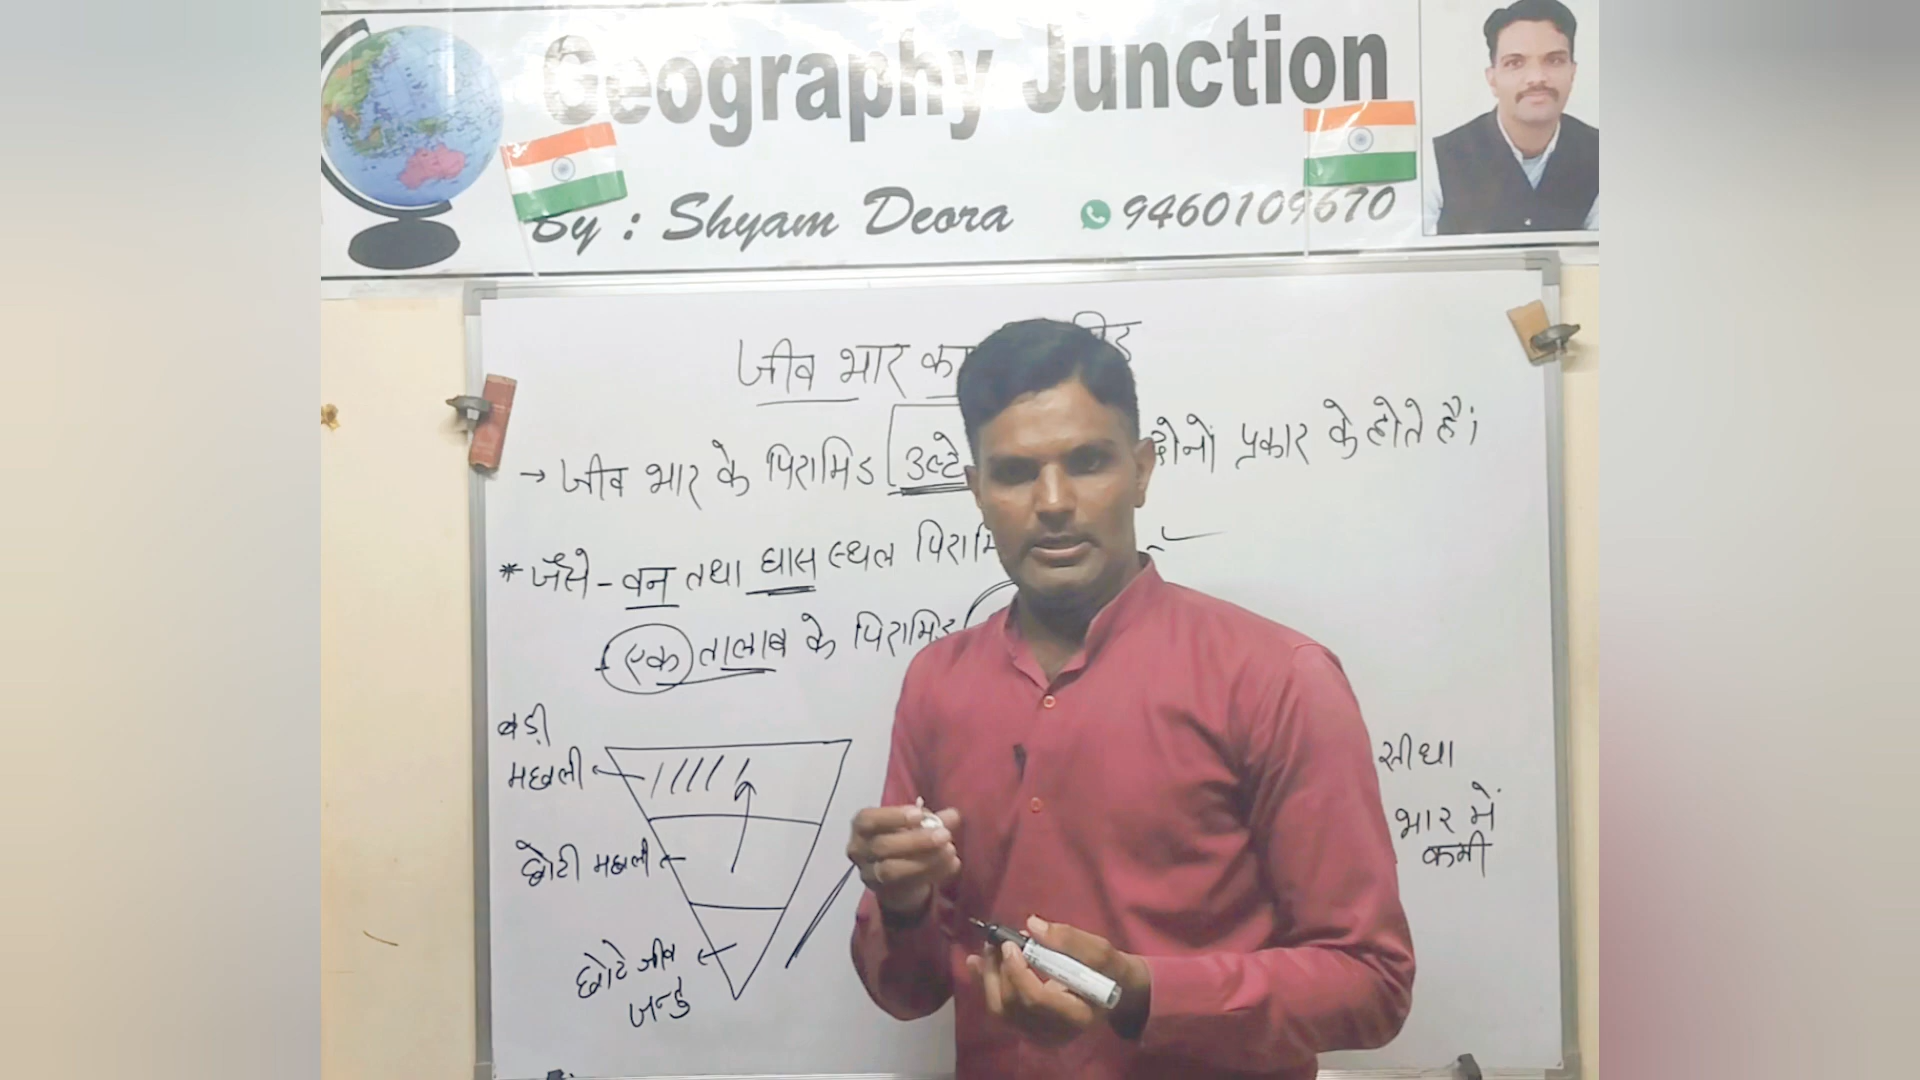 Geography Junction
By : Shyam Deora 9460109670
जीव भार का
→ जीव भार के पिरामिड उल्टे दोनों प्रकार के होते हैं।
* जैसे - वन तथा घास स्थल
एक तालाब के पिरामिड
बड़ी
मछली
छोटी मछली
छोटे जीव
जन्तु
सीधा
भार में
कमी